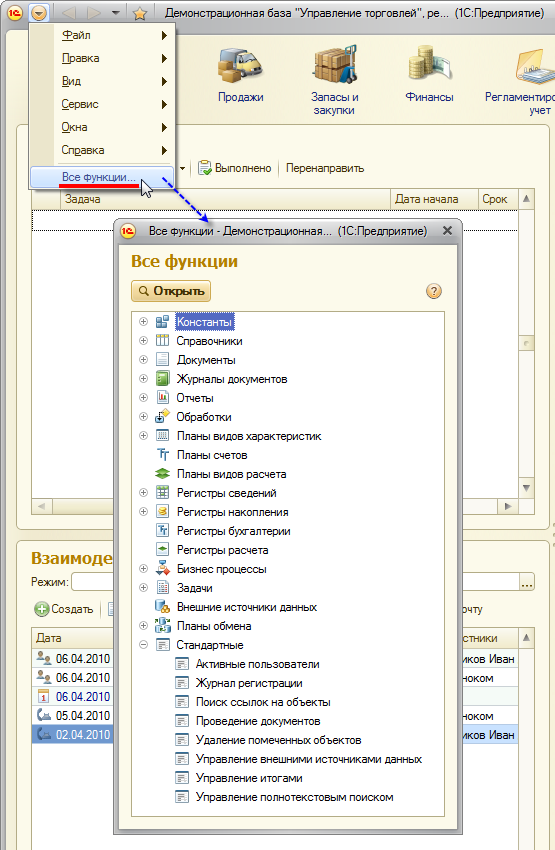 Демонстрационная база "Управление торговлей", ре... (1С:Предприятие)
Файл
Правка
Вид
Сервис
Окна
Справка
Все функции...
Продажи
Запасы и
закупки
Финансы
Регламентиро
учет
Выполнено
Перенаправить
Задача
Дата начала
Срок
Все функции - Демонстрационная... (1С:Предприятие)
Все функции
Открыть
Константы
Справочники
Документы
Журналы документов
Отчеты
Обработки
Планы видов характеристик
Планы счетов
Планы видов расчета
Регистры сведений
Регистры накопления
Регистры бухгалтерии
Регистры расчета
Бизнес процессы
Задачи
Внешние источники данных
Планы обмена
Стандартные
Активные пользователи
Журнал регистрации
Поиск ссылок на объекты
Проведение документов
Удаление помеченных объектов
Управление внешними источниками данных
Управление итогами
Управление полнотекстовым поиском
Взаимоде
Режим:
...
Создать
очту
Дата
стники
06.04.2010
иков Иван
06.04.2010
ноком
06.04.2010
05.04.2010
ноком
02.04.2010
иков Иван